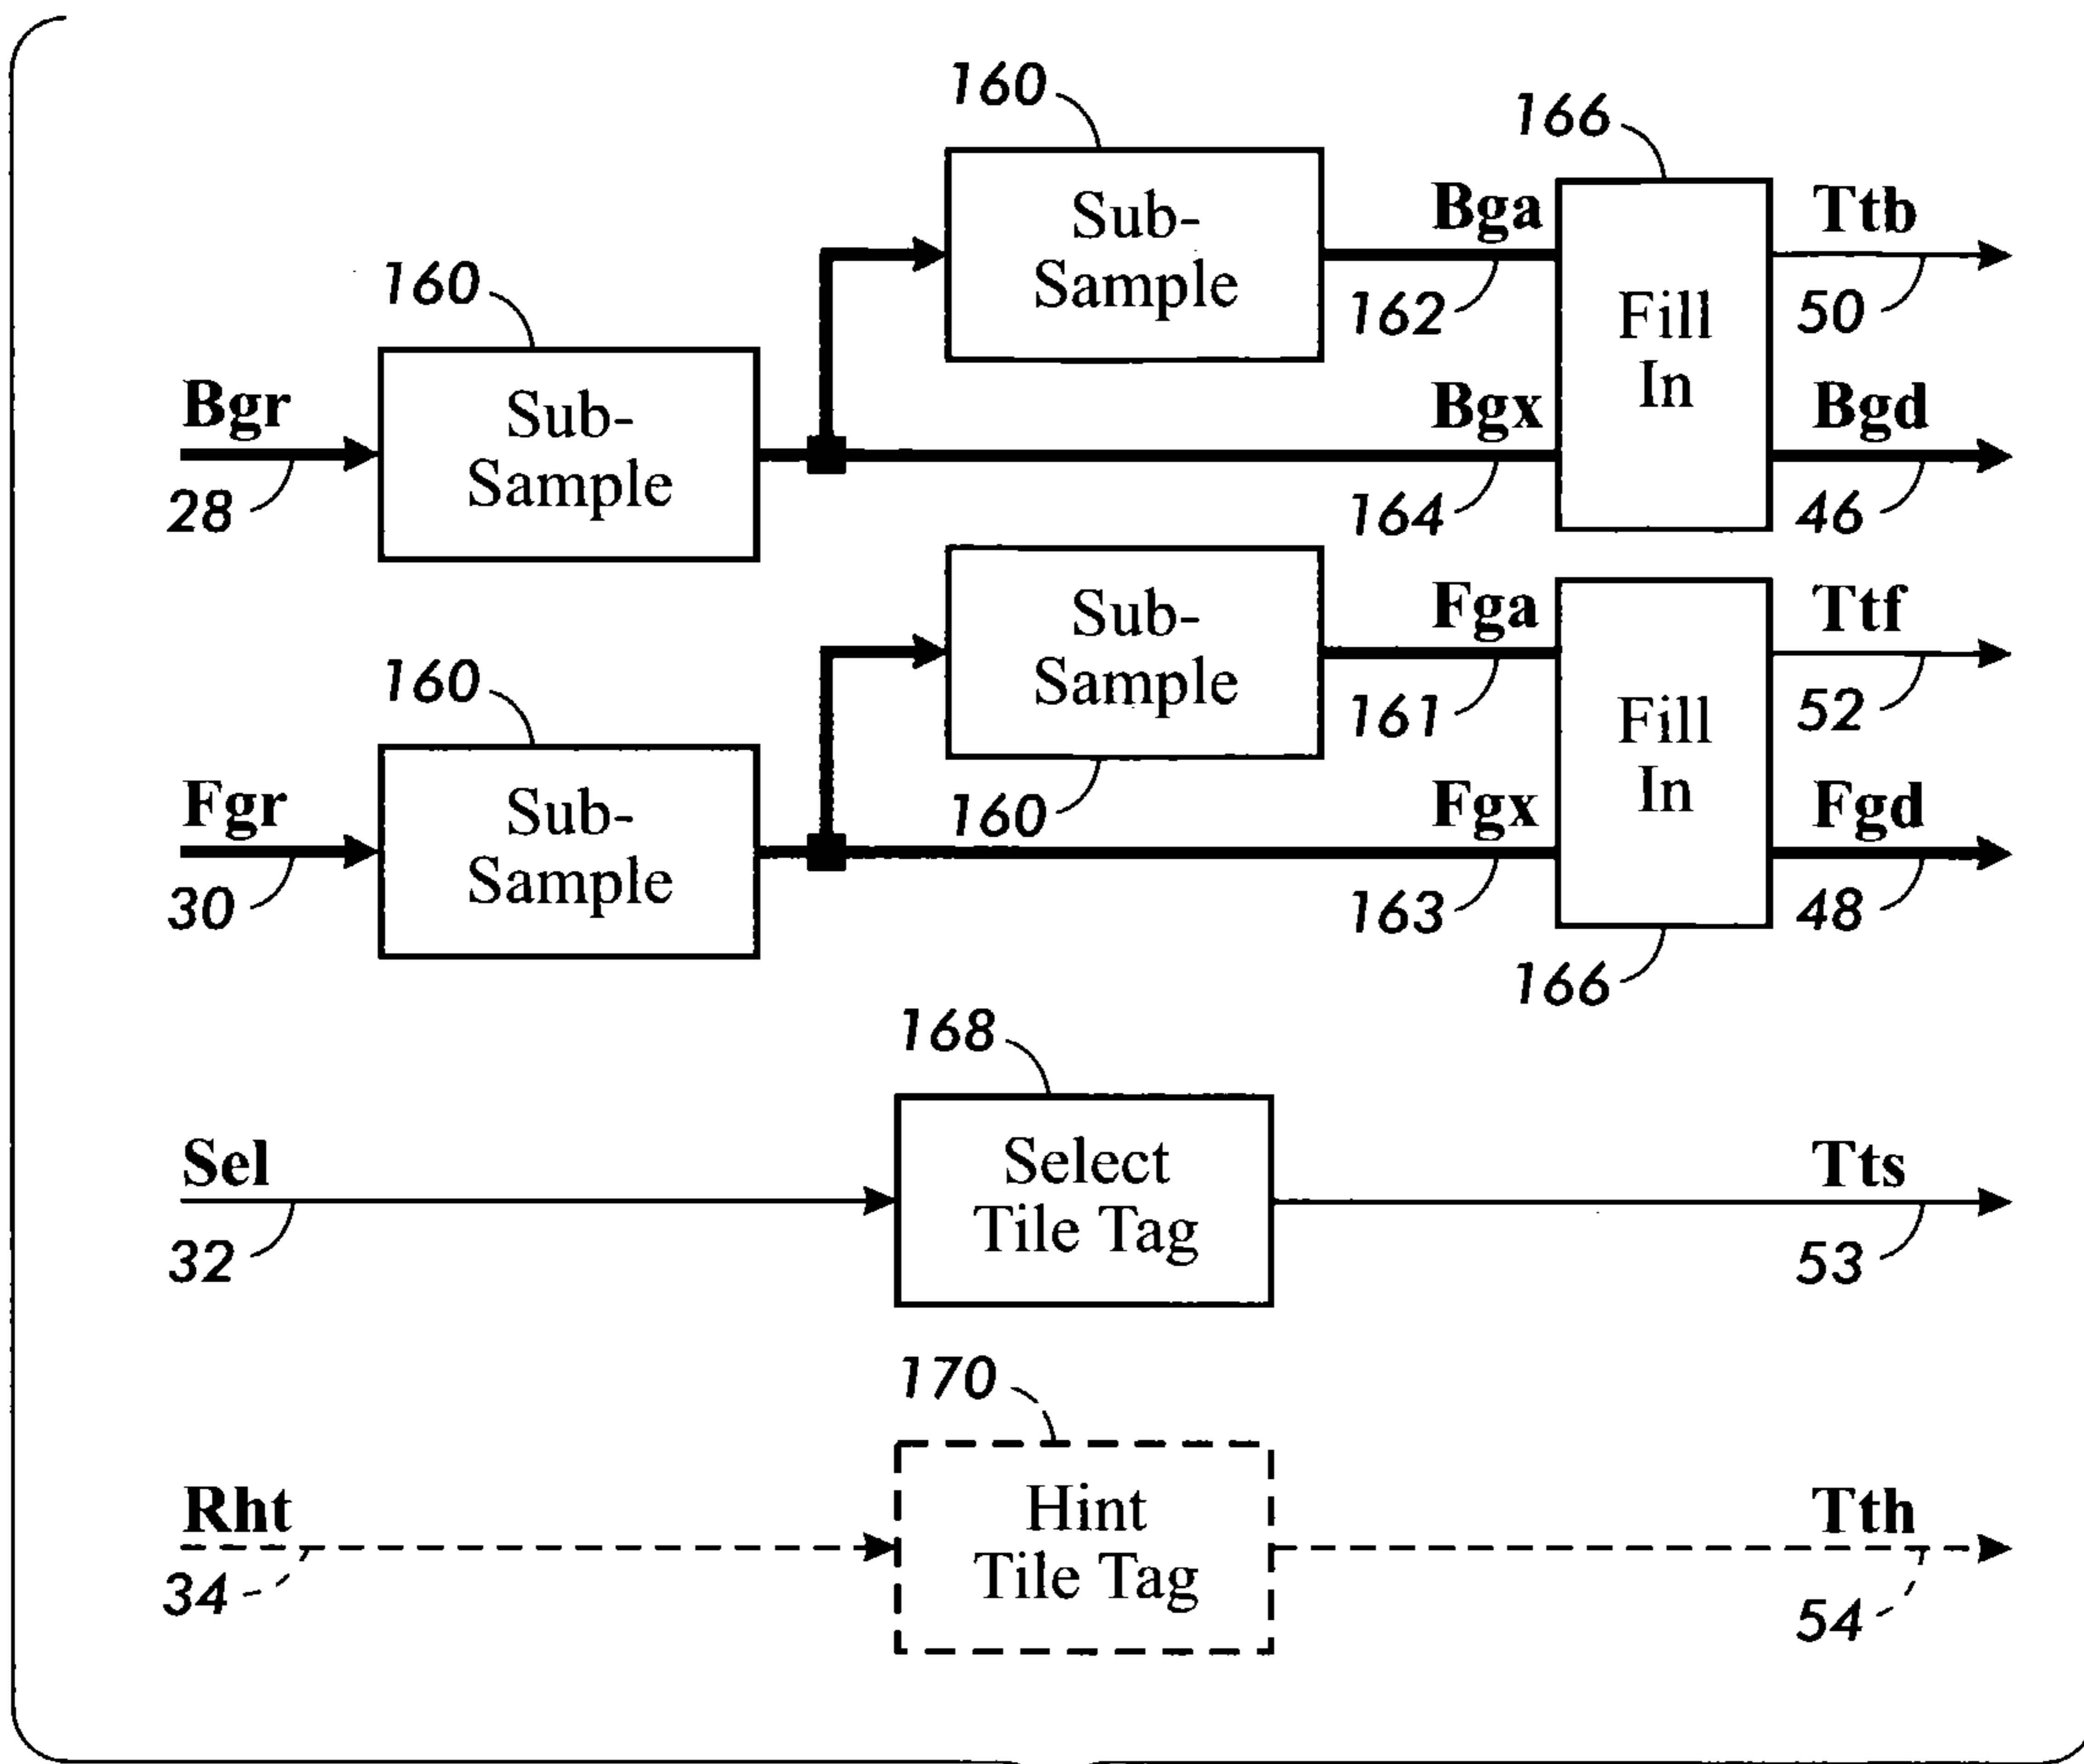 160
166
Sub-
Sample
Bga
162
Fill
In
Ttb
50
160
Bgr
28
Sub-
Sample
Bgx
164
Bgd
46
Sub-
Sample
160
Fga
161
Fill
In
166
Ttf
52
160
Fgr
30
Sub-
Sample
Fgx
163
Fgd
48
168
Sel
32
Select
Tile Tag
Tts
53
170
Rht
34
Hint
Tile Tag
Tth
54